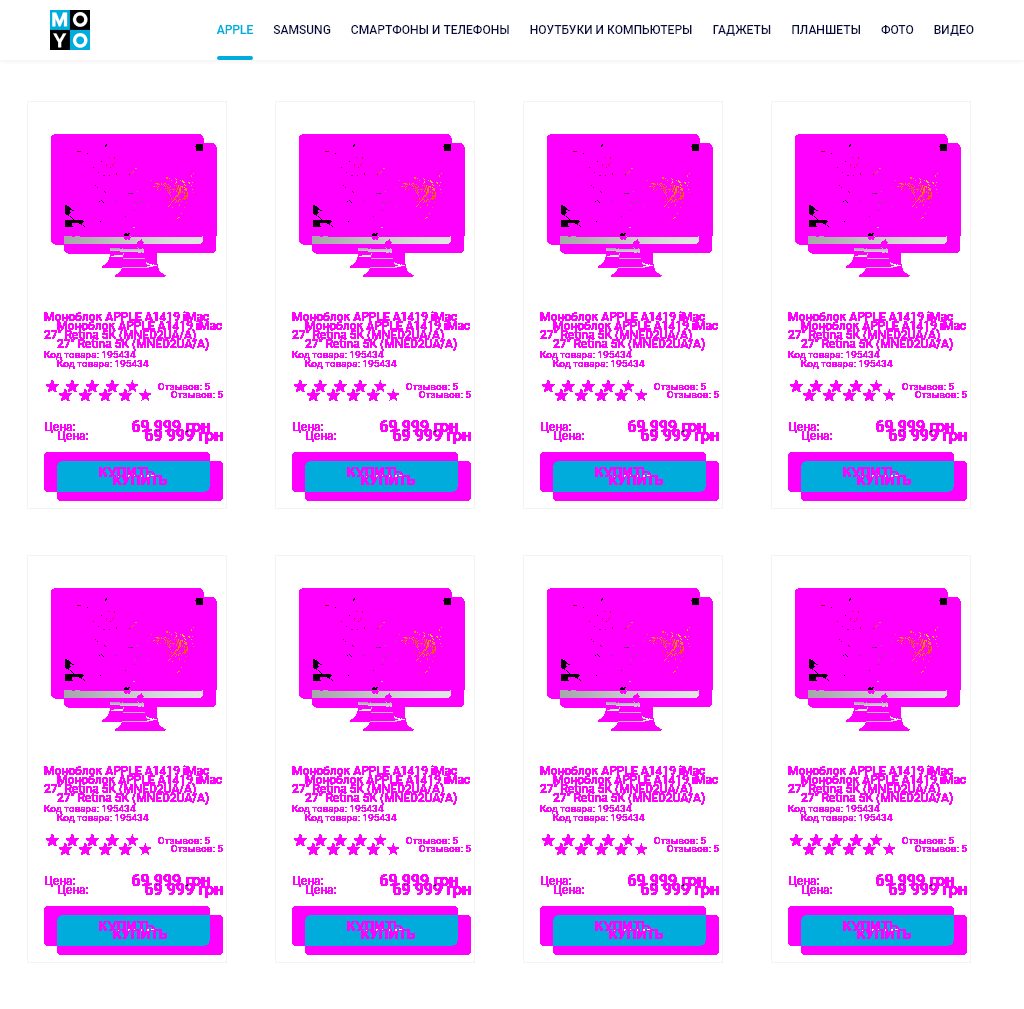 MO
YO
APPLE SAMSUNG СМАРТФОНЫ И ТЕЛЕФОНЫ НОУТБУКИ И КОМПЬЮТЕРЫ ГАДЖЕТЫ ПЛАНШЕТЫ ФОТО ВИДЕО
Моноблок APPLE A1419 iMac
27" Retina 5K (MNED2UA/A)
Код товара: 195434
Отзывов: 5
Цена: 69 999 грн
КУПИТЬ
Моноблок APPLE A1419 iMac
27" Retina 5K (MNED2UA/A)
Код товара: 195434
Отзывов: 5
Цена: 69 999 грн
КУПИТЬ
Моноблок APPLE A1419 iMac
27" Retina 5K (MNED2UA/A)
Код товара: 195434
Отзывов: 5
Цена: 69 999 грн
КУПИТЬ
Моноблок APPLE A1419 iMac
27" Retina 5K (MNED2UA/A)
Код товара: 195434
Отзывов: 5
Цена: 69 999 грн
КУПИТЬ
Моноблок APPLE A1419 iMac
27" Retina 5K (MNED2UA/A)
Код товара: 195434
Отзывов: 5
Цена: 69 999 грн
КУПИТЬ
Моноблок APPLE A1419 iMac
27" Retina 5K (MNED2UA/A)
Код товара: 195434
Отзывов: 5
Цена: 69 999 грн
КУПИТЬ
Моноблок APPLE A1419 iMac
27" Retina 5K (MNED2UA/A)
Код товара: 195434
Отзывов: 5
Цена: 69 999 грн
КУПИТЬ
Моноблок APPLE A1419 iMac
27" Retina 5K (MNED2UA/A)
Код товара: 195434
Отзывов: 5
Цена: 69 999 грн
КУПИТЬ